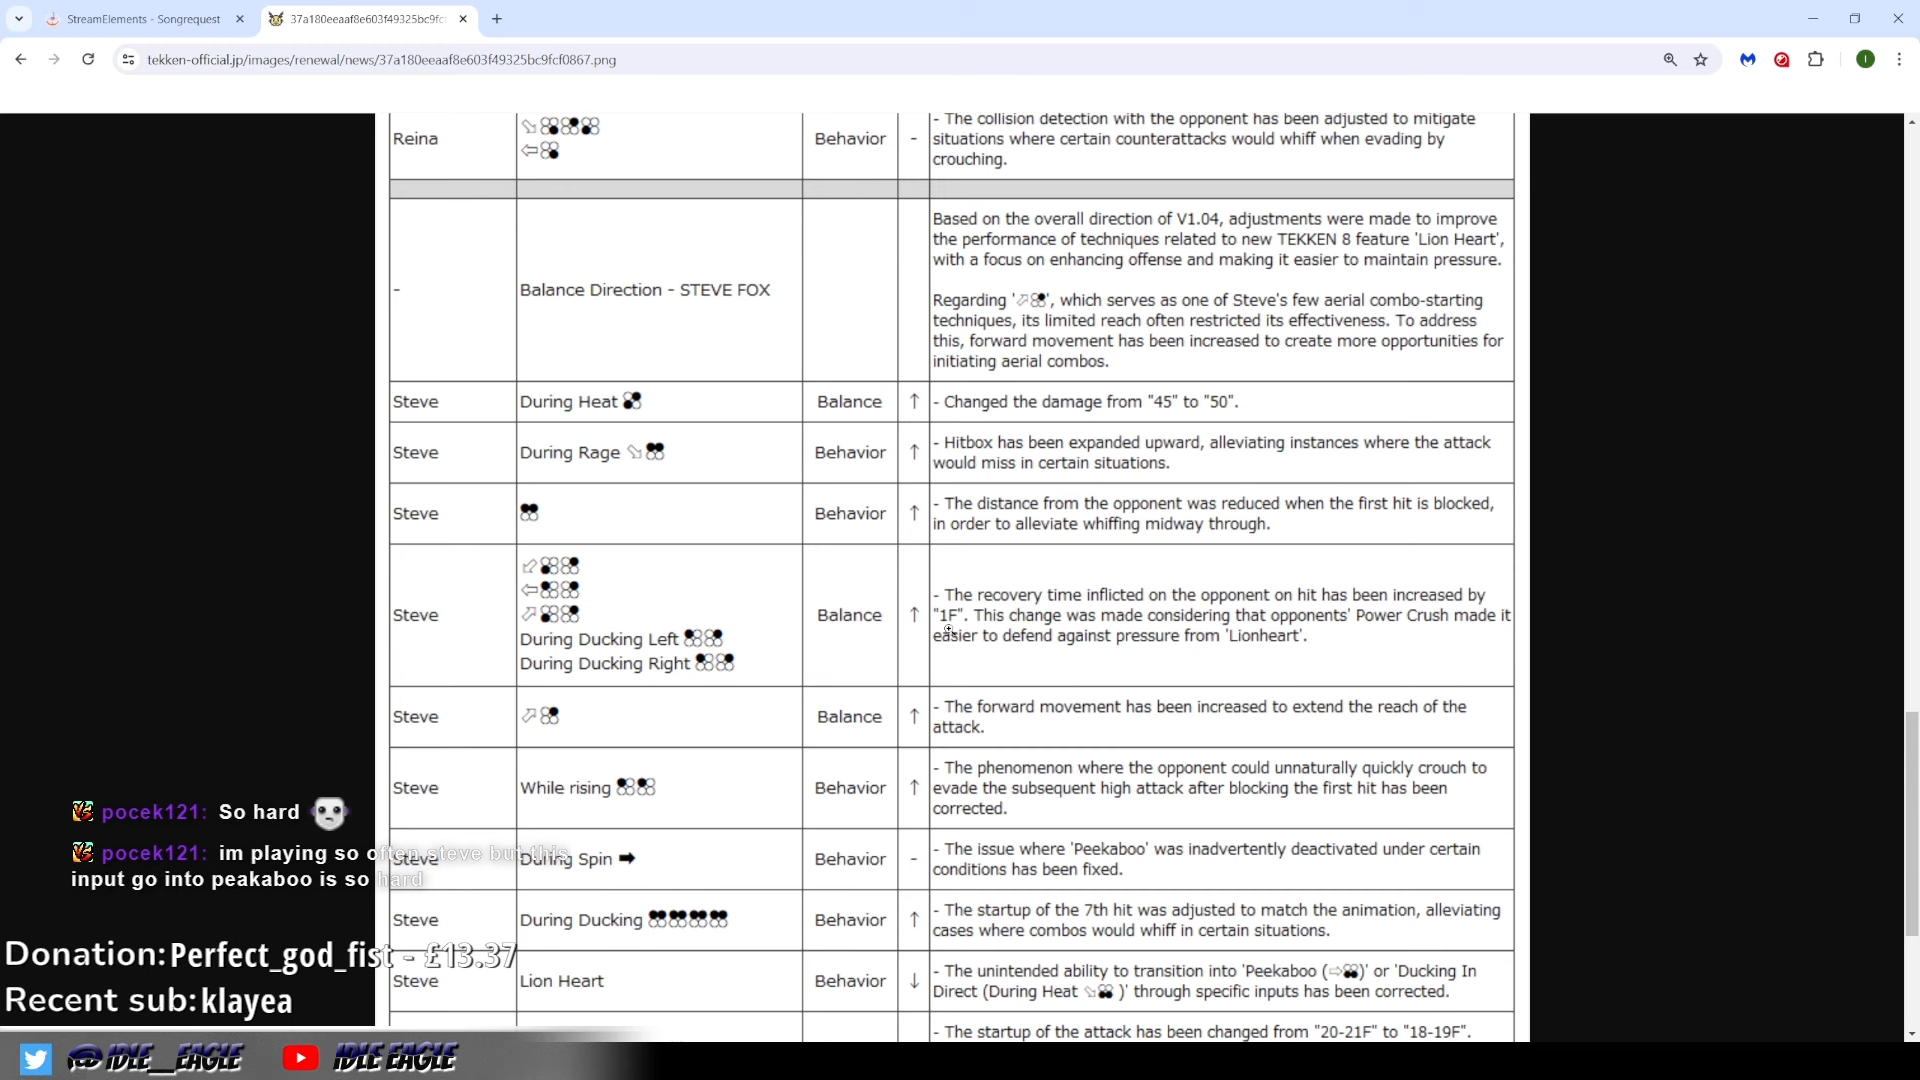 StreamElements - Songrequest
37a180eeaaf8e603f49325bc9fc
tekken-official.jp/images/renewal/news/37a180eeaaf8e603f49325bc9fcf0867.png
Reina
Behavior
-
- The collision detection with the opponent has been adjusted to mitigate
situations where certain counterattacks would whiff when evading by
crouching.
-
Balance Direction - STEVE FOX
Based on the overall direction of V1.04, adjustments were made to improve
the performance of techniques related to new TEKKEN 8 feature 'Lion Heart',
with a focus on enhancing offense and making it easier to maintain pressure.
Regarding '⬀', which serves as one of Steve's few aerial combo-starting
techniques, its limited reach often restricted its effectiveness. To address
this, forward movement has been increased to create more opportunities for
initiating aerial combos.
Steve
During Heat
Balance
↑
- Changed the damage from "45" to "50".
Steve
During Rage
Behavior
↑
- Hitbox has been expanded upward, alleviating instances where the attack
would miss in certain situations.
Steve
Behavior
↑
- The distance from the opponent was reduced when the first hit is blocked,
in order to alleviate whiffing midway through.
Steve
During Ducking Left
During Ducking Right
Balance
↑
- The recovery time inflicted on the opponent on hit has been increased by
"1F". This change was made considering that opponents' Power Crush made it
easier to defend against pressure from 'Lionheart'.
Steve
Balance
↑
- The forward movement has been increased to extend the reach of the
attack.
Steve
While rising
Behavior
↑
- The phenomenon where the opponent could unnaturally quickly crouch to
evade the subsequent high attack after blocking the first hit has been
corrected.
Steve
During Spin ➡
Behavior
-
- The issue where 'Peekaboo' was inadvertently deactivated under certain
conditions has been fixed.
Steve
During Ducking
Behavior
↑
- The startup of the 7th hit was adjusted to match the animation, alleviating
cases where combos would whiff in certain situations.
Steve
Lion Heart
Behavior
↓
- The unintended ability to transition into 'Peekaboo (⇨)' or 'Ducking In
Direct (During Heat ⬂ )' through specific inputs has been corrected.
- The startup of the attack has been changed from "20-21F" to "18-19F".
pocek121: So hard
pocek121: im playing so often steve but this
input go into peakaboo is so hard
Donation: Perfect_god_fist - £13.37
Recent sub: klayea
IDLE__EAGLE
IDLE EAGLE